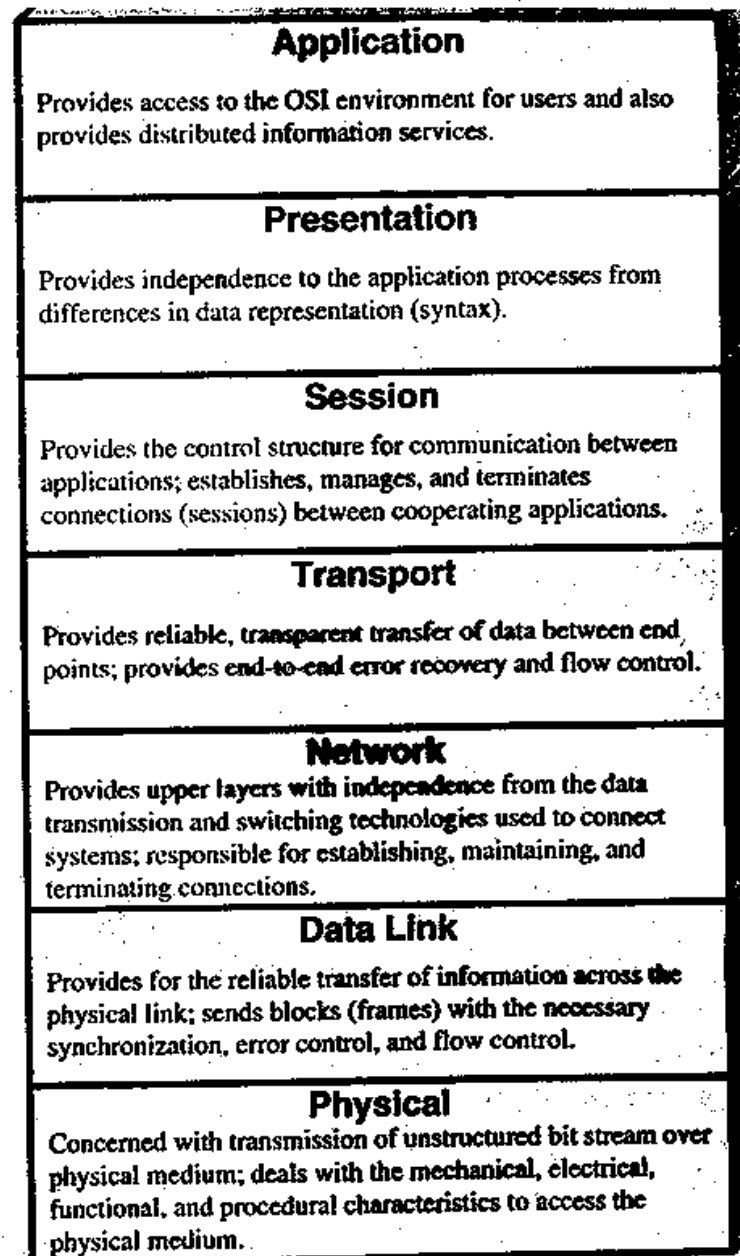 Application
Provides access to the OSI environment for users and also
provides distributed information services.
Presentation
Provides independence to the application processes from
differences in data representation (syntax).
Session
Provides the control structure for communication between
applications; establishes, manages, and terminates
connections (sessions) between cooperating applications.
Transport
Provides reliable, transparent transfer of data between end
points; provides end-to-end error recovery and flow control.
Network
Provides upper layers with independence from the data
transmission and switching technologies used to connect
systems; responsible for establishing, maintaining, and
terminating connections.
Data Link
Provides for the reliable transfer of information across the
physical link; sends blocks (frames) with the necessary
synchronization, error control, and flow control.
Physical
Concerned with transmission of unstructured bit stream over
physical medium; deals with the mechanical, electrical,
functional, and procedural characteristics to access the
physical medium.